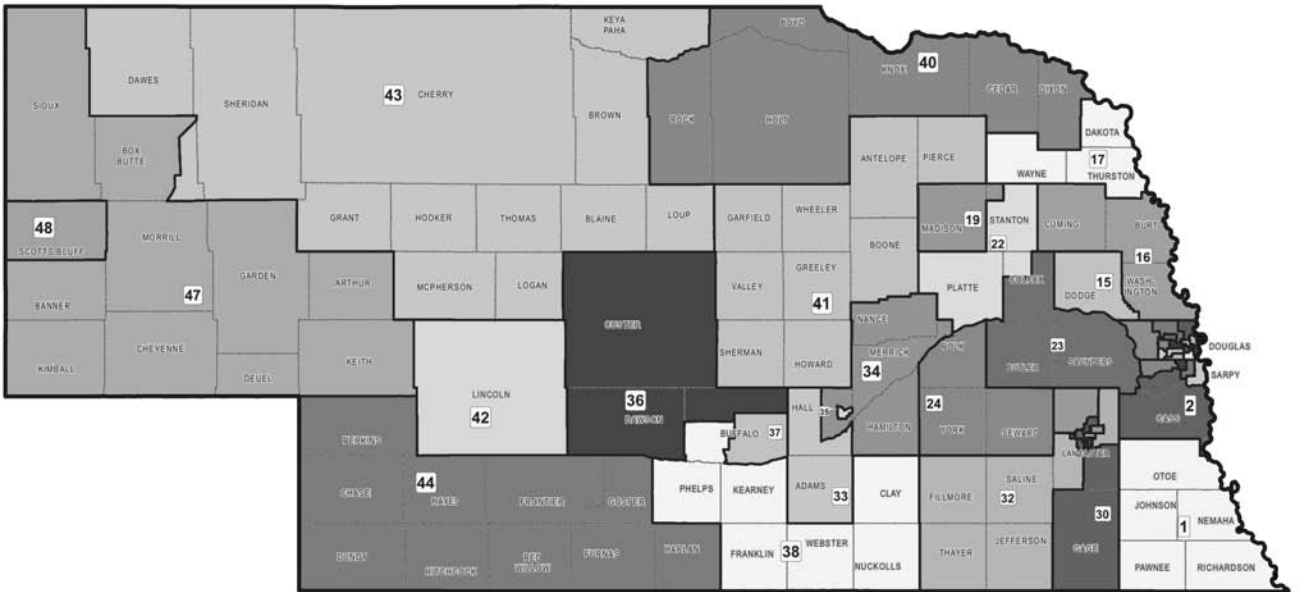 KEYA
PAHA
BOYD
DAWES
SIOUX
SHERIDAN
43
CHERRY
BROWN
ROCK
HOLT
KNOX
40
CEDAR
DIXON
DAKOTA
BOX
BUTTE
ANTELOPE
PIERCE
WAYNE
17
THURSTON
48
SCOTTS BLUFF
MORRILL
GRANT
HOOKER
THOMAS
BLAINE
LOUP
GARFIELD
WHEELER
BOONE
MADISON
19
STANTON
22
CUMING
BURT
16
BANNER
47
GARDEN
ARTHUR
MCPHERSON
LOGAN
CUSTER
VALLEY
GREELEY
41
PLATTE
COLFAX
DODGE
15
WASH-
INGTON
KIMBALL
CHEYENNE
DEUEL
KEITH
SHERMAN
HOWARD
NANCE
MERRICK
34
POLK
BUTLER
23
SAUNDERS
DOUGLAS
SARPY
LINCOLN
42
36
DAWSON
BUFFALO
37
HALL
35
HAMILTON
24
YORK
SEWARD
LANCASTER
2
CASS
PERKINS
CHASE
44
HAYES
FRONTIER
GOSPER
PHELPS
KEARNEY
ADAMS
33
CLAY
FILLMORE
SALINE
32
30
GAGE
OTOE
JOHNSON
NEMAHA
1
DUNDY
HITCHCOCK
RED
WILLOW
FURNAS
HARLAN
FRANKLIN
38
WEBSTER
NUCKOLLS
THAYER
JEFFERSON
PAWNEE
RICHARDSON